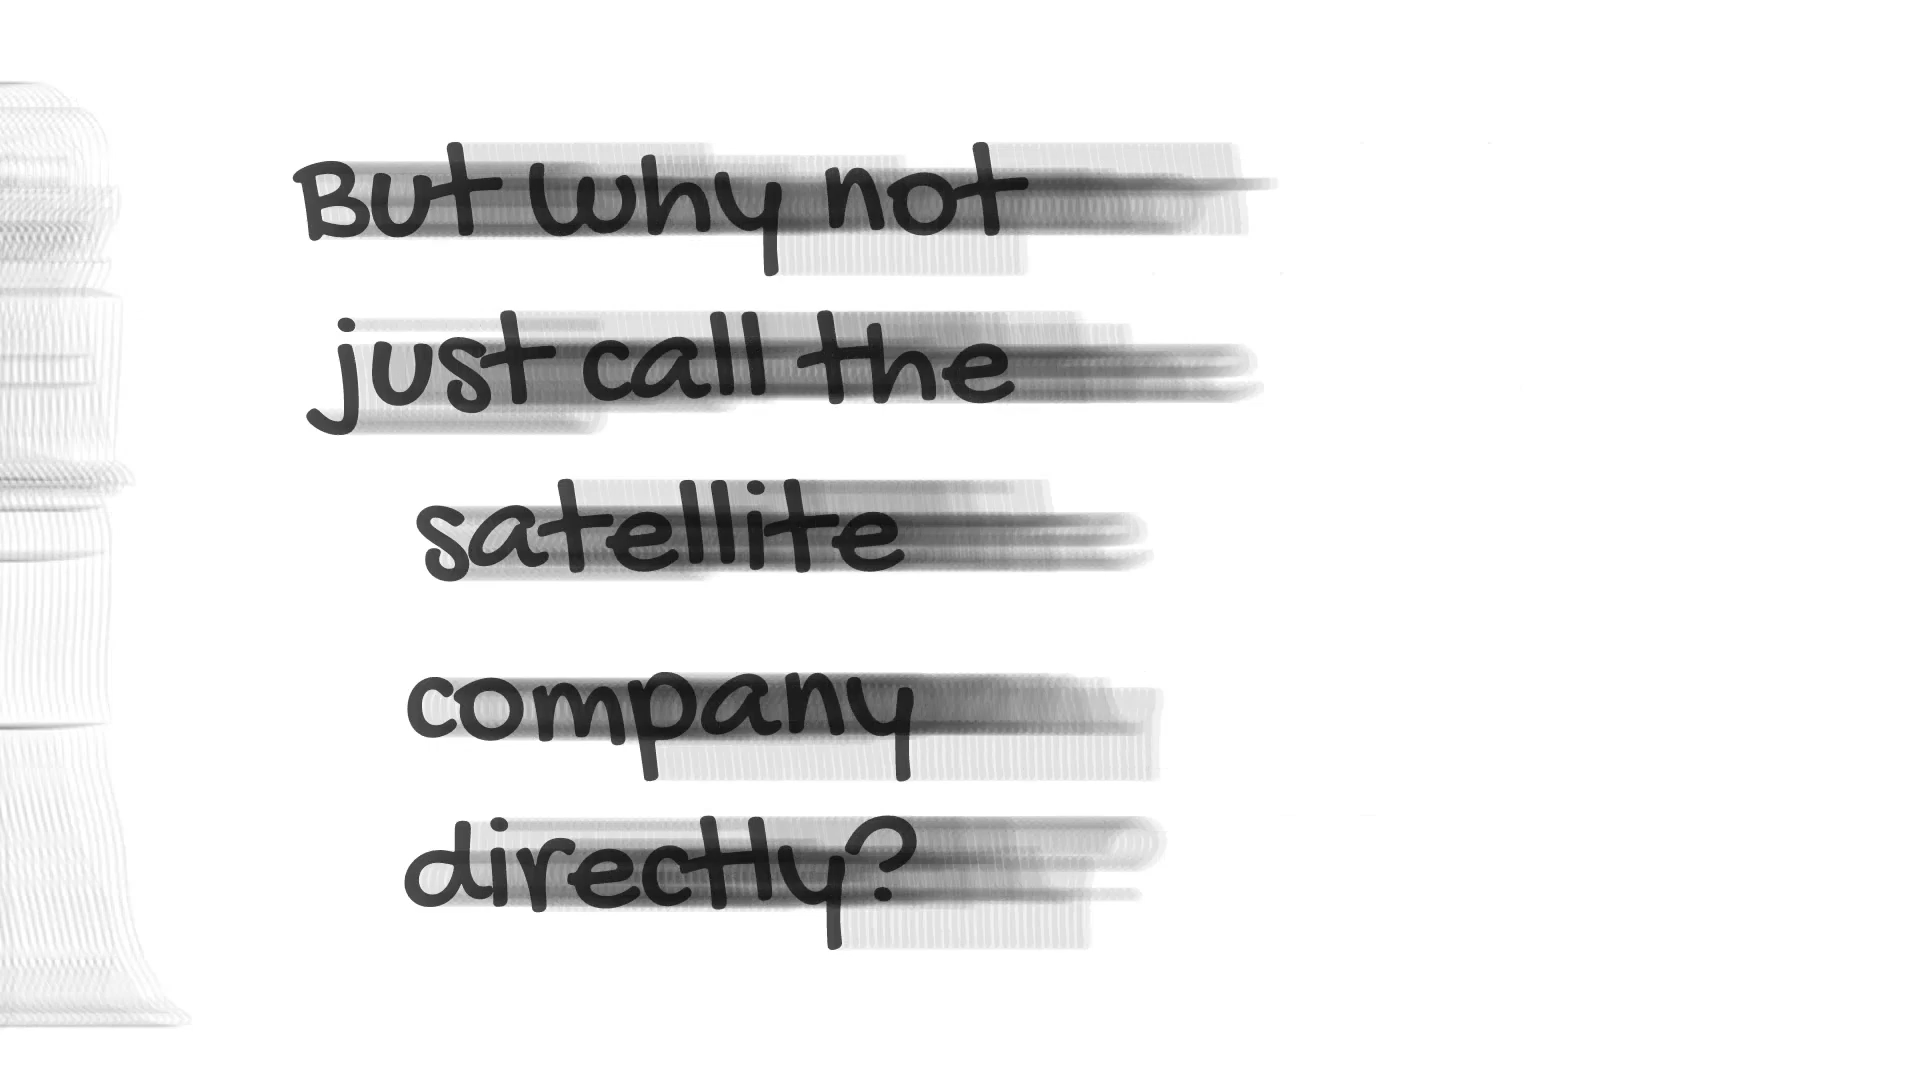 But why not
just call the
satellite
company
directly?